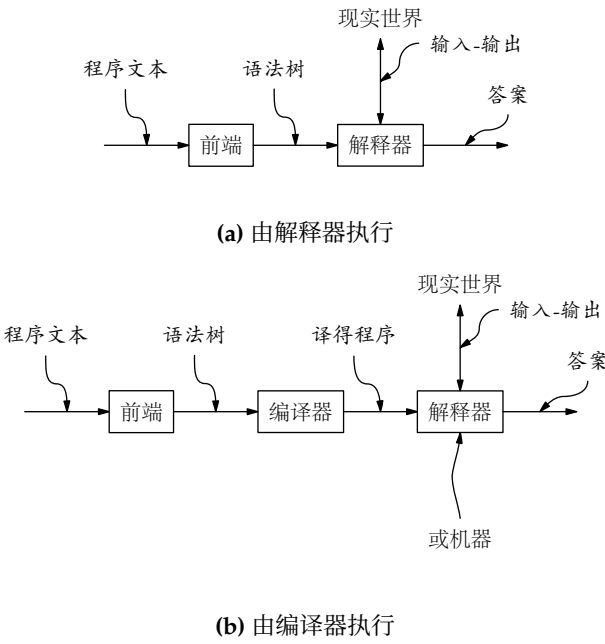 现实世界
输入-输出
程序文本
语法树
答案
前端
解释器
(a) 由解释器执行
现实世界
输入-输出
程序文本
语法树
译得程序
答案
前端
编译器
解释器
或机器
(b) 由编译器执行